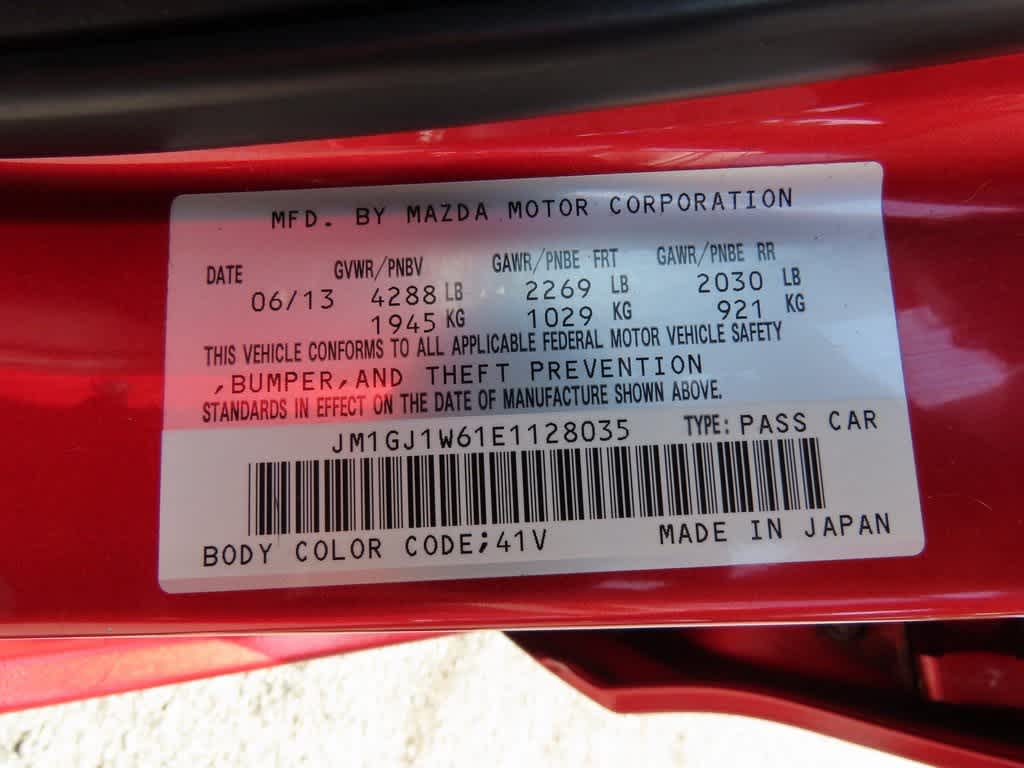 MFD. BY MAZDA MOTOR CORPORATION
DATE GVWR/PNBV GAWR/PNBE FRT GAWR/PNBE RR
06/13 4288 LB 2269 LB 2030 LB
1945 KG 1029 KG 921 KG
THIS VEHICLE CONFORMS TO ALL APPLICABLE FEDERAL MOTOR VEHICLE SAFETY
,BUMPER,AND THEFT PREVENTION
STANDARDS IN EFFECT ON THE DATE OF MANUFACTURE SHOWN ABOVE.
JM1GJ1W61E1128035 TYPE: PASS CAR
BODY COLOR CODE;41V MADE IN JAPAN